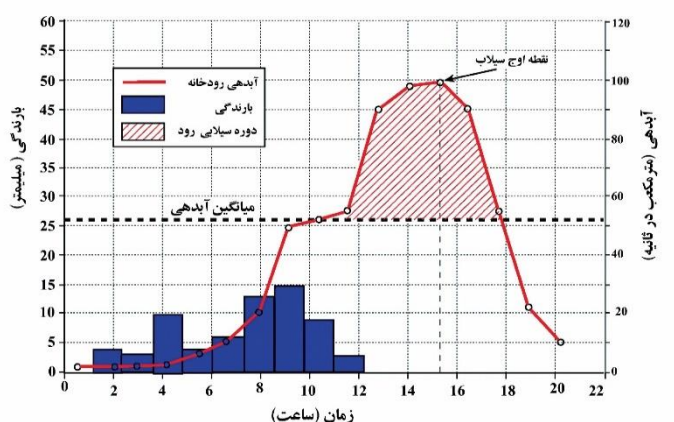 60
55
50
45
40
35
30
25
20
15
10
5
0
بارندگی ( میلیمتر)
آبدهی رودخانه
بارندگی
دوره سیلابی رود
نقطه اوج سیلاب
میانگین آبدهی
120
100
80
60
40
20
0
آبدهی (مترمکعب در ثانیه)
0 2 4 6 8 10 12 14 16 18 20 22
زمان (ساعت)